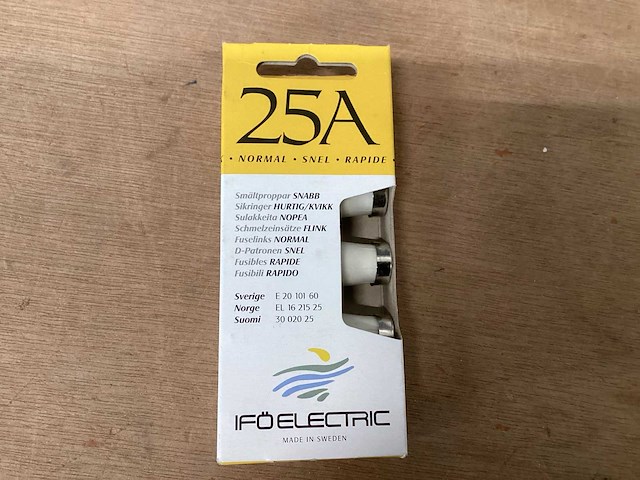 25A
• NORMAL • SNEL • RAPIDE •
Smältproppar SNABB
Sikringer HURTIG/KVIKK
Sulakkeita NOPEA
Schmelzeinsätze FLINK
Fuselinks NORMAL
D-Patronen SNEL
Fusibles RAPIDE
Fusibili RAPIDO
Sverige E 20 101 60
Norge EL 16 215 25
Suomi 30 020 25
IFÖ ELECTRIC
MADE IN SWEDEN